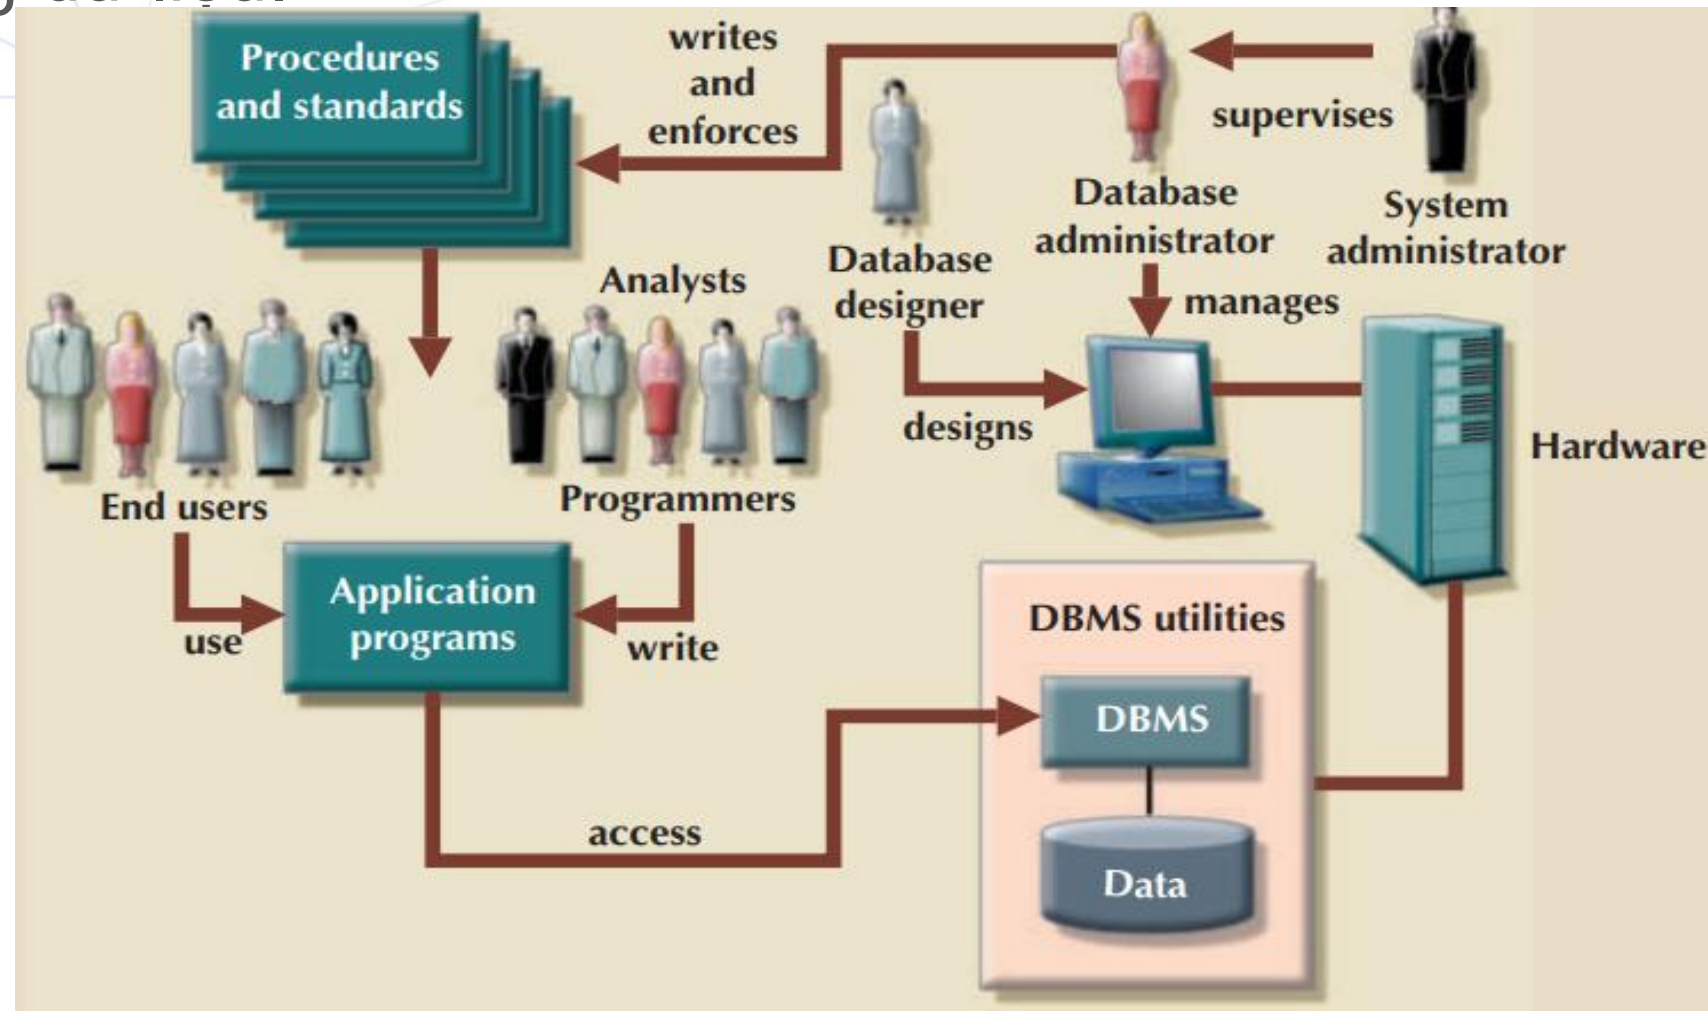 Procedures
and standards
writes
and
enforces
supervises
Database
administrator
System
administrator
Database
designer
manages
Analysts
designs
Hardware
End users
Programmers
Application
programs
use
write
DBMS utilities
DBMS
access
Data